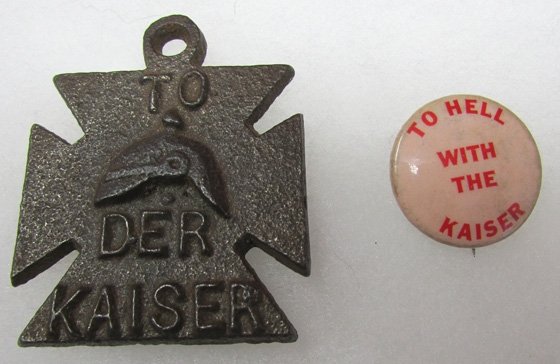 TO
DER
KAISER
TO HELL
WITH
THE
KAISER